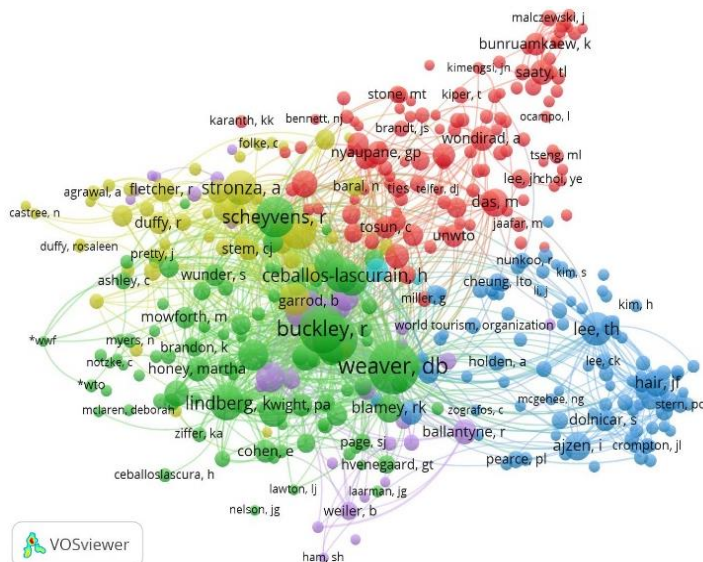 malczewski, j
bunruamkaew, k
kimengsi, jn
saaty, tl
stone, mt
kiper, t
karanth, kk
bennett, nj
brandt, js
ocampo, l
wondirad, a
folke, c
nyaupane, gp
tseng, ml
agrawal, a
fletcher, r
stronza, a
baral, n
ties
telfer, dj
lee, jhchoi, ye
castree, n
scheyvens, r
das, m
duffy, r
tosun, c
unwto
jaafar, m
duffy, rosaleen
pretty, j
stem, cj
nunkoo, r
ashley, c
wunder, s
ceballos-lascurain, h
cheung, lto
li, j
kim, s
garrod, b
miller, g
kim, h
mowforth, m
world tourism, organization
*wwf
myers, n
brandon, k
buckley, r
lee, th
notzke, c
honey, martha
weaver, db
holden, a
lee, ck
*wto
mcgehee, ng
hair, jf
mclaren, deborah
lindberg, kwight, pa
blamey, rk
zografos, c
dolnicar, s
stern, pc
ziffer, ka
ballantyne, r
cohen, e
page, sj
ajzen, i
crompton, jl
hvenegaard, gt
pearce, pl
ceballoslascura, h
lawton, lj
laarman, jg
nelson, jg
weiler, b
VOSviewer
ham, sh